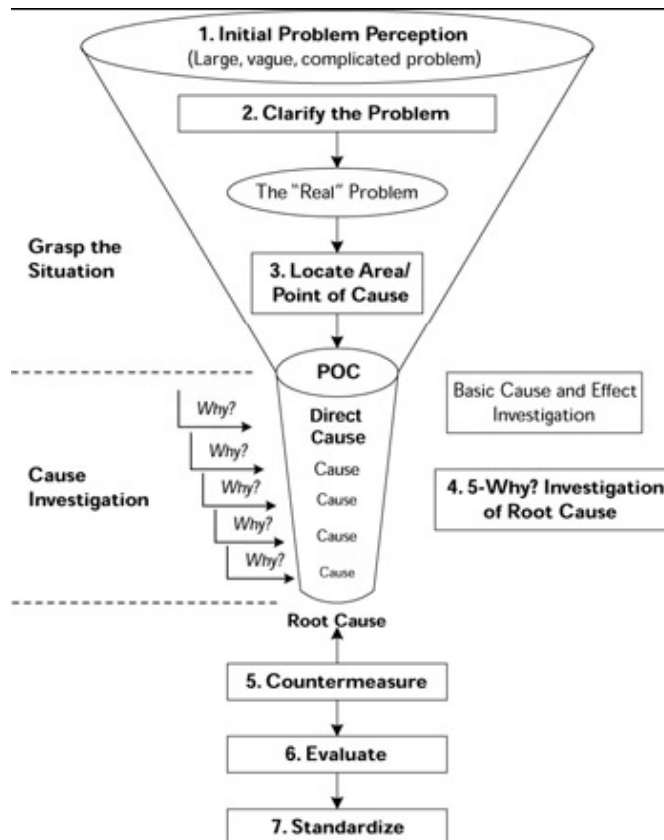 1. Initial Problem Perception
(Large, vague, complicated problem)
2. Clarify the Problem
The “Real” Problem
Grasp the
Situation
3. Locate Area/
Point of Cause
POC
Basic Cause and Effect
Investigation
Why?
Direct
Cause
Why?
Cause
Cause
Investigation
Why?
Cause
4. 5-Why? Investigation
of Root Cause
Why?
Cause
Why?
Cause
Root Cause
5. Countermeasure
6. Evaluate
7. Standardize